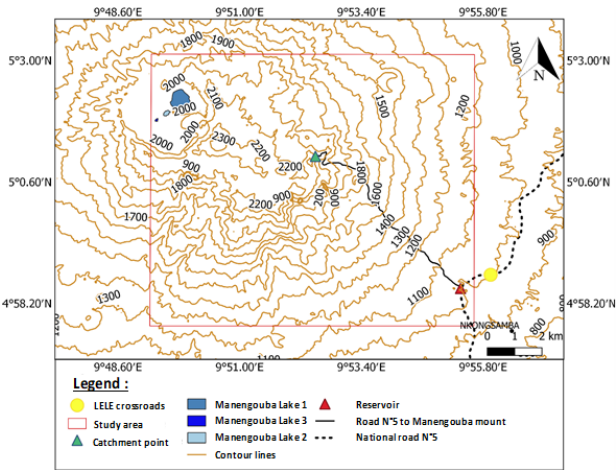 9°48.60'E 9°51.00'E 9°53.40'E 9°55.80'E
5°3.00'N 5°3.00'N
5°0.60'N 5°0.60'N
4°58.20'N 4°58.20'N
9°48.60'E 9°51.00'E 9°53.40'E 9°55.80'E
1800 1900 1000
N
2000 2100 1500 1200
2000
2000 2000 2300 2200
900 2200 1800
1800 2200 900 200 900 1600
1700 1400
1300
1200 900
1300 1100
1200 1100 800
NKONGSAMBA
0 1 2 km
Legend :
LELE crossroads
Study area
Catchment point
Manengouba Lake 1
Manengouba Lake 3
Manengouba Lake 2
Contour lines
Reservoir
Road N°5 to Manengouba mount
National road N°5